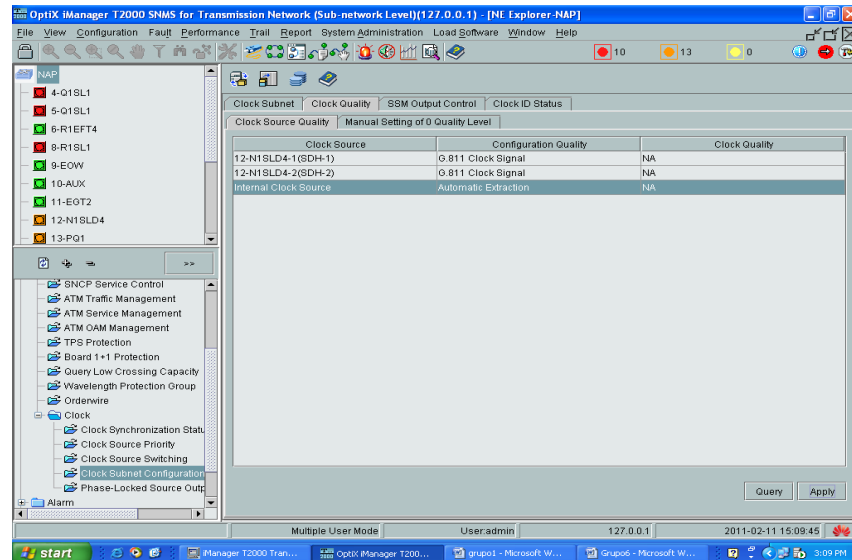 OptiX iManager T2000 SNMS for Transmission Network (Sub-network Level)(127.0.0.1) - [NE Explorer-NAP]
File View Configuration Fault Performance Trail Report System Administration Load Software Window Help
10 13 0
NAP
4-Q1SL1
5-Q1SL1
6-R1EFT4
8-R1SL1
9-EOW
10-AUX
11-EGT2
12-N1SLD4
13-PQ1
>>
SNCP Service Control
ATM Traffic Management
ATM Service Management
ATM OAM Management
TPS Protection
Board 1+1 Protection
Query Low Crossing Capacity
Wavelength Protection Group
Orderwire
Clock
Clock Synchronization Statu
Clock Source Priority
Clock Source Switching
Clock Subnet Configuration
Phase-Locked Source Outp
Alarm
Clock Subnet Clock Quality SSM Output Control Clock ID Status
Clock Source Quality Manual Setting of 0 Quality Level
Clock Source Configuration Quality Clock Quality
12-N1SLD4-1(SDH-1) G.811 Clock Signal NA
12-N1SLD4-2(SDH-2) G.811 Clock Signal NA
Internal Clock Source Automatic Extraction NA
Query Apply
Multiple User Mode User:admin 127.0.0.1 2011-02-11 15:09:45
start iManager T2000 Tran... OptiX iManager T200... grupo1 - Microsoft W... Grupo6 - Microsoft W... 3:09 PM